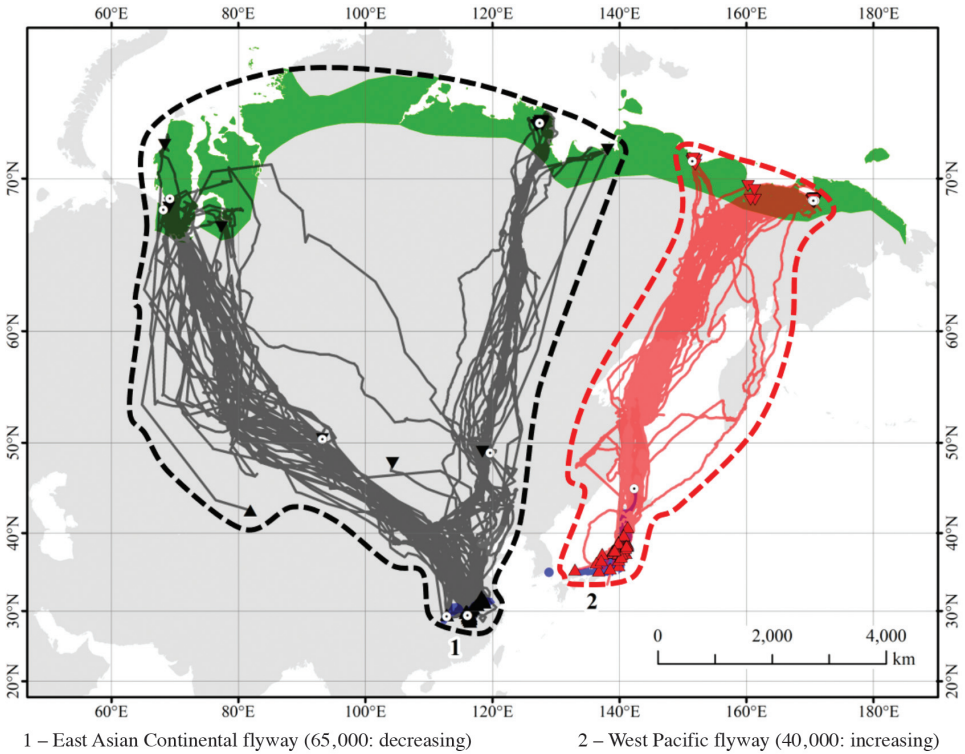 60°E 80°E 100°E 120°E 140°E 160°E 180°E
70°N 70°N
60°N 60°N
50°N 50°N
40°N 40°N
30°N 30°N
20°N 20°N
1
2
0 2,000 4,000
km
60°E 80°E 100°E 120°E 140°E 160°E 180°E
1 – East Asian Continental flyway (65,000: decreasing) 2 – West Pacific flyway (40,000: increasing)